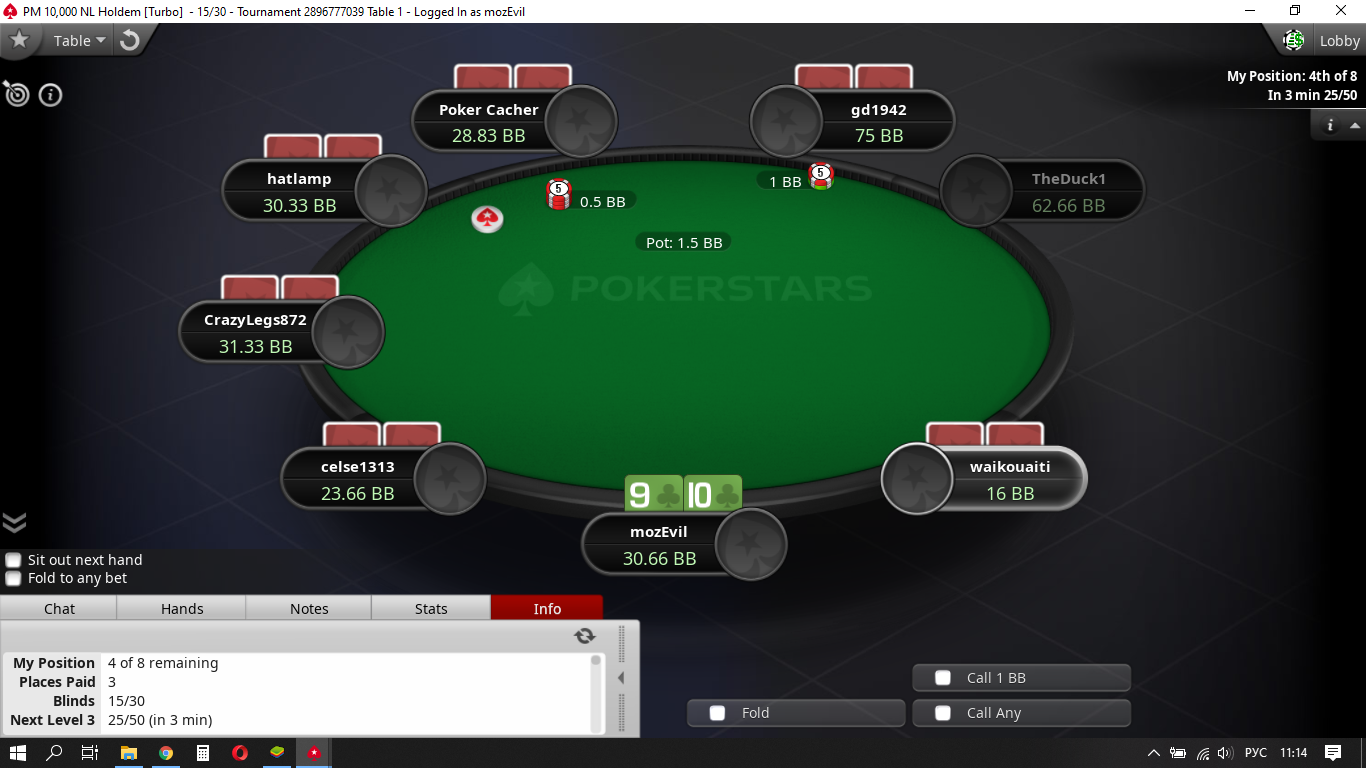 PM 10,000 NL Holdem [Turbo] - 15/30 - Tournament 2896777039 Table 1 - Logged In as mozEvil
Table
Lobby
My Position: 4th of 8
In 3 min 25/50
Poker Cacher
28.83 BB
gd1942
75 BB
hatlamp
30.33 BB
TheDuck1
62.66 BB
5
0.5 BB
1 BB
5
Pot: 1.5 BB
POKERSTARS
CrazyLegs872
31.33 BB
celse1313
23.66 BB
waikouaiti
16 BB
9 10
mozEvil
30.66 BB
Sit out next hand
Fold to any bet
Chat Hands Notes Stats Info
My Position 4 of 8 remaining
Places Paid 3
Blinds 15/30
Next Level 3 25/50 (in 3 min)
Call 1 BB
Fold
Call Any
РУС 11:14